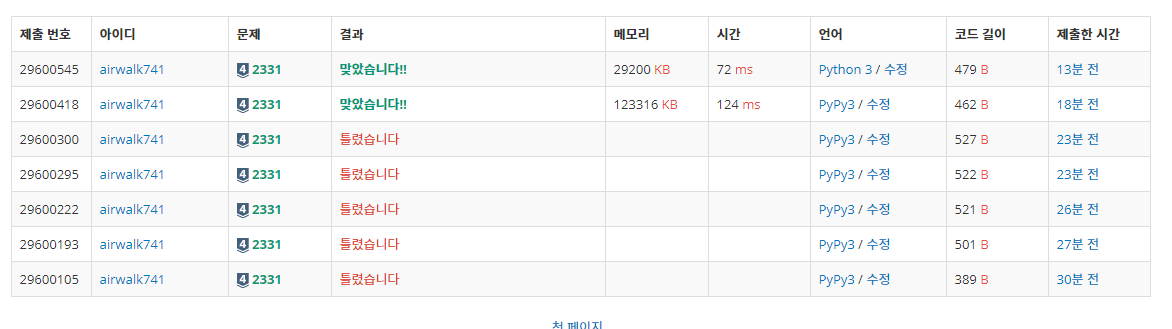 제출 번호 아이디 문제 결과 메모리 시간 언어 코드 길이 제출한 시간
29600545 airwalk741 4 2331 맞았습니다!! 29200 KB 72 ms Python 3 / 수정 479 B 13분 전
29600418 airwalk741 4 2331 맞았습니다!! 123316 KB 124 ms PyPy3 / 수정 462 B 18분 전
29600300 airwalk741 4 2331 틀렸습니다 PyPy3 / 수정 527 B 23분 전
29600295 airwalk741 4 2331 틀렸습니다 PyPy3 / 수정 522 B 23분 전
29600222 airwalk741 4 2331 틀렸습니다 PyPy3 / 수정 521 B 26분 전
29600193 airwalk741 4 2331 틀렸습니다 PyPy3 / 수정 501 B 27분 전
29600105 airwalk741 4 2331 틀렸습니다 PyPy3 / 수정 389 B 30분 전
첫 페이지